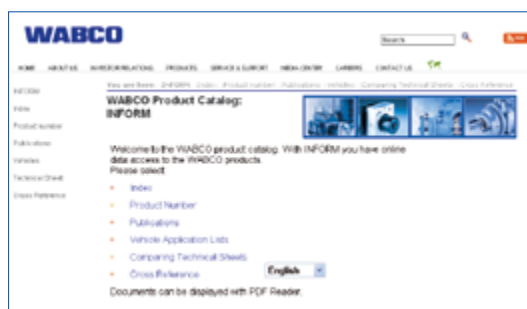 WABCO
Search
HOME ABOUT US INVESTOR RELATIONS PRODUCTS SERVICE & SUPPORT MEDIA CENTER CAREERS CONTACT US
You are here: INFORM Index Product number Publications Vehicles Comparing Technical Sheets Cross Reference
INFORM
Index
Product number
Publications
Vehicles
Technical Sheet
Cross Reference
WABCO Product Catalog:
INFORM
Welcome to the WABCO product catalog. With INFORM you have online
data access to the WABCO products.
Please select:
Index
Product Number
Publications
Vehicle Application Lists
Comparing Technical Sheets
Cross Reference
English
Documents can be displayed with PDF Reader.